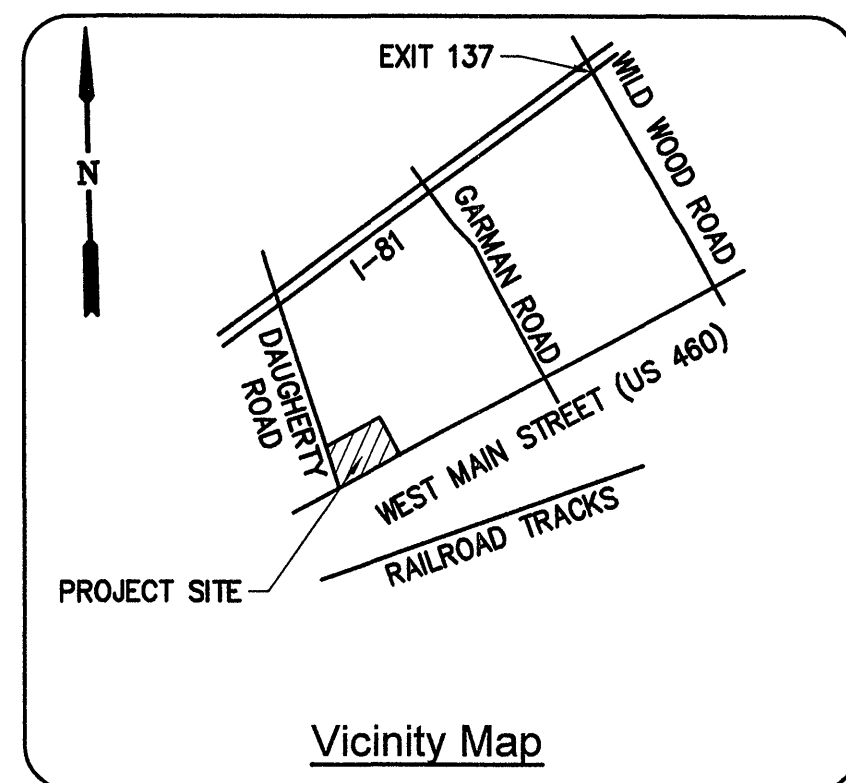 EXIT 137
WILD WOOD ROAD
N
GARMAN ROAD
I-81
DAUGHERTY
ROAD
WEST MAIN STREET (US 460)
RAILROAD TRACKS
PROJECT SITE
Vicinity Map